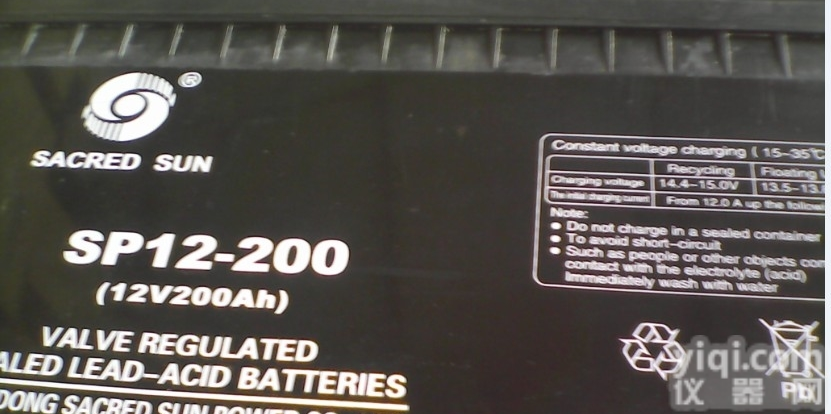 ®
SACRED SUN
SP12-200
(12V200Ah)
VALVE REGULATED
ALED LEAD-ACID BATTERIES
DONG SACRED SUN POWER
Constant voltage charging ( 15-35℃
Recycling Floating
Charging voltage 14.4-15.0V 13.5-13.
The initial charging current From 12.0 A up the follow
Note:
● Do not charge in a sealed container
● To avoid short-circuit
● Such as people or other objects con
contact with the electrolyte (acid)
Immediately wash with water
Pb
yiqi.com
仪器网